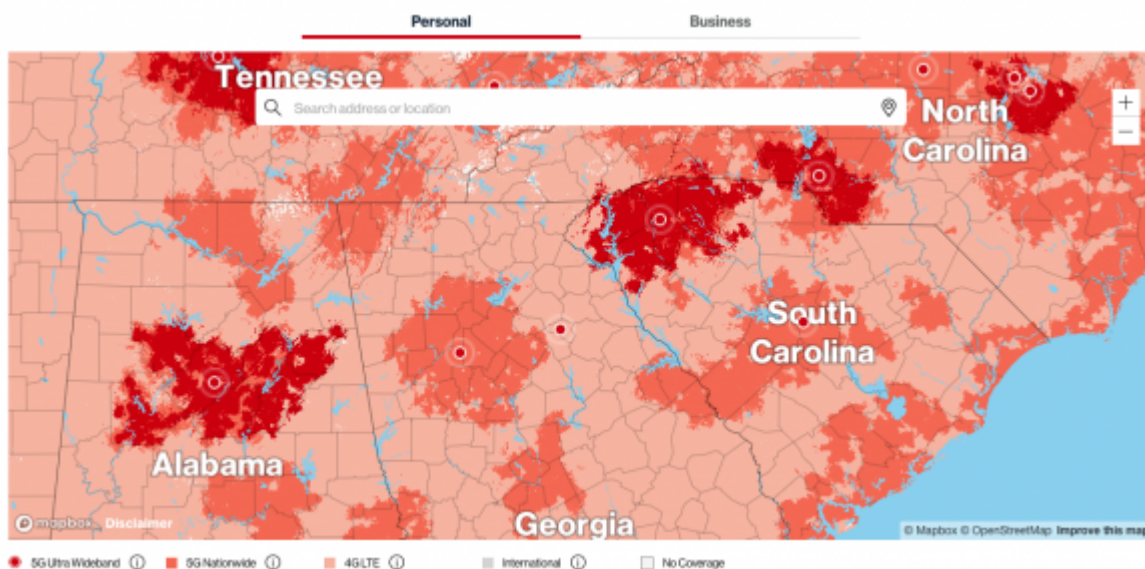 Personal
Business
Tennessee
Search address or location
North
Carolina
South
Carolina
Alabama
Georgia
mapbox Disclaimer
© Mapbox © OpenStreetMap Improve this map
5G Ultra Wideband
5G Nationwide
4G LTE
International
No Coverage